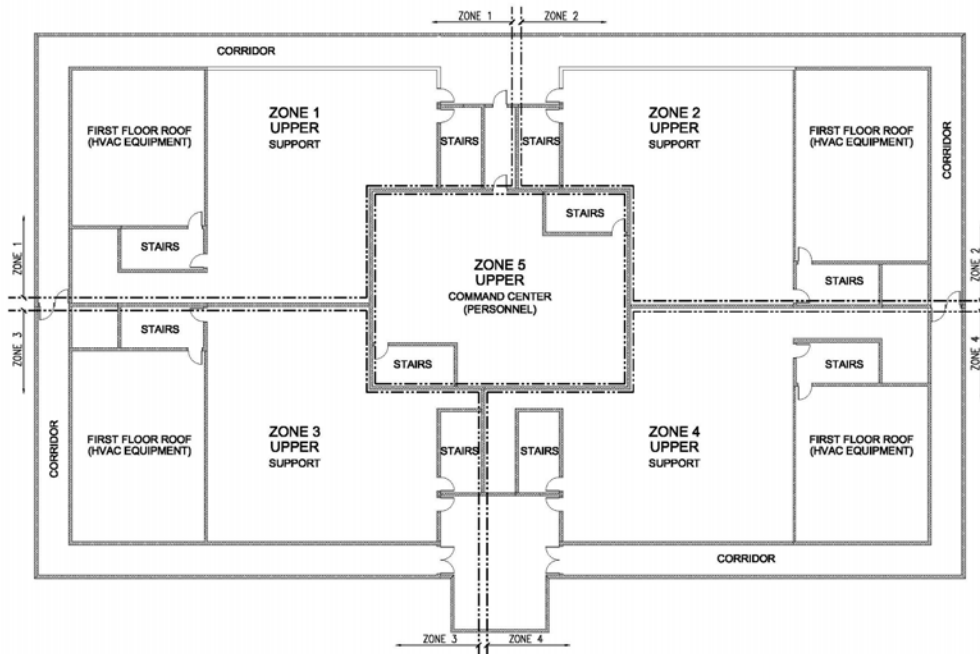 ZONE 1
ZONE 2
CORRIDOR
FIRST FLOOR ROOF
(HVAC EQUIPMENT)
ZONE 1
UPPER
SUPPORT
STAIRS
STAIRS
ZONE 2
UPPER
SUPPORT
FIRST FLOOR ROOF
(HVAC EQUIPMENT)
CORRIDOR
STAIRS
STAIRS
ZONE 1
ZONE 5
UPPER
COMMAND CENTER
(PERSONNEL)
STAIRS
ZONE 2
ZONE 3
STAIRS
STAIRS
STAIRS
ZONE 4
CORRIDOR
FIRST FLOOR ROOF
(HVAC EQUIPMENT)
ZONE 3
UPPER
SUPPORT
STAIRS
STAIRS
ZONE 4
UPPER
SUPPORT
FIRST FLOOR ROOF
(HVAC EQUIPMENT)
CORRIDOR
ZONE 3
ZONE 4